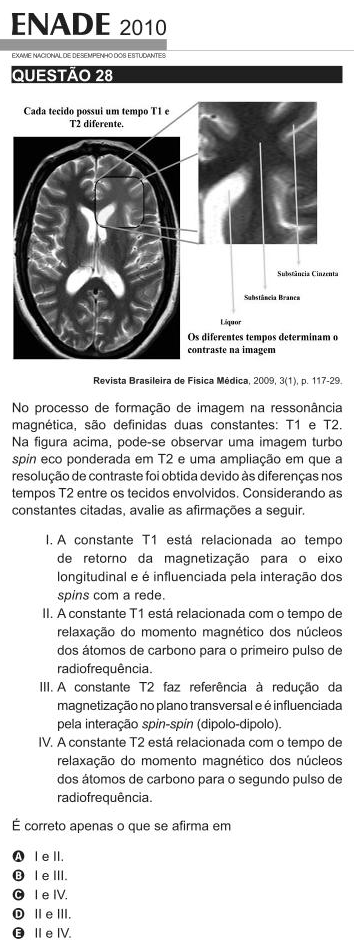 ENADE 2010
EXAME NACIONAL DE DESEMPENHO DOS ESTUDANTES
QUESTÃO 28
Cada tecido possui um tempo T1 e
T2 diferente.
Substância Cinzenta
Substância Branca
Líquor
Os diferentes tempos determinam o
contraste na imagem
Revista Brasileira de Física Médica, 2009, 3(1), p. 117-29.
No processo de formação de imagem na ressonância
magnética, são definidas duas constantes: T1 e T2.
Na figura acima, pode-se observar uma imagem turbo
spin eco ponderada em T2 e uma ampliação em que a
resolução de contraste foi obtida devido às diferenças nos
tempos T2 entre os tecidos envolvidos. Considerando as
constantes citadas, avalie as afirmações a seguir.
I. A constante T1 está relacionada ao tempo
de retorno da magnetização para o eixo
longitudinal e é influenciada pela interação dos
spins com a rede.
II. A constante T1 está relacionada com o tempo de
relaxação do momento magnético dos núcleos
dos átomos de carbono para o primeiro pulso de
radiofrequência.
III. A constante T2 faz referência à redução da
magnetização no plano transversal e é influenciada
pela interação spin-spin (dipolo-dipolo).
IV. A constante T2 está relacionada com o tempo de
relaxação do momento magnético dos núcleos
dos átomos de carbono para o segundo pulso de
radiofrequência.
É correto apenas o que se afirma em
A I e II.
B I e III.
C I e IV.
D II e III.
E II e IV.